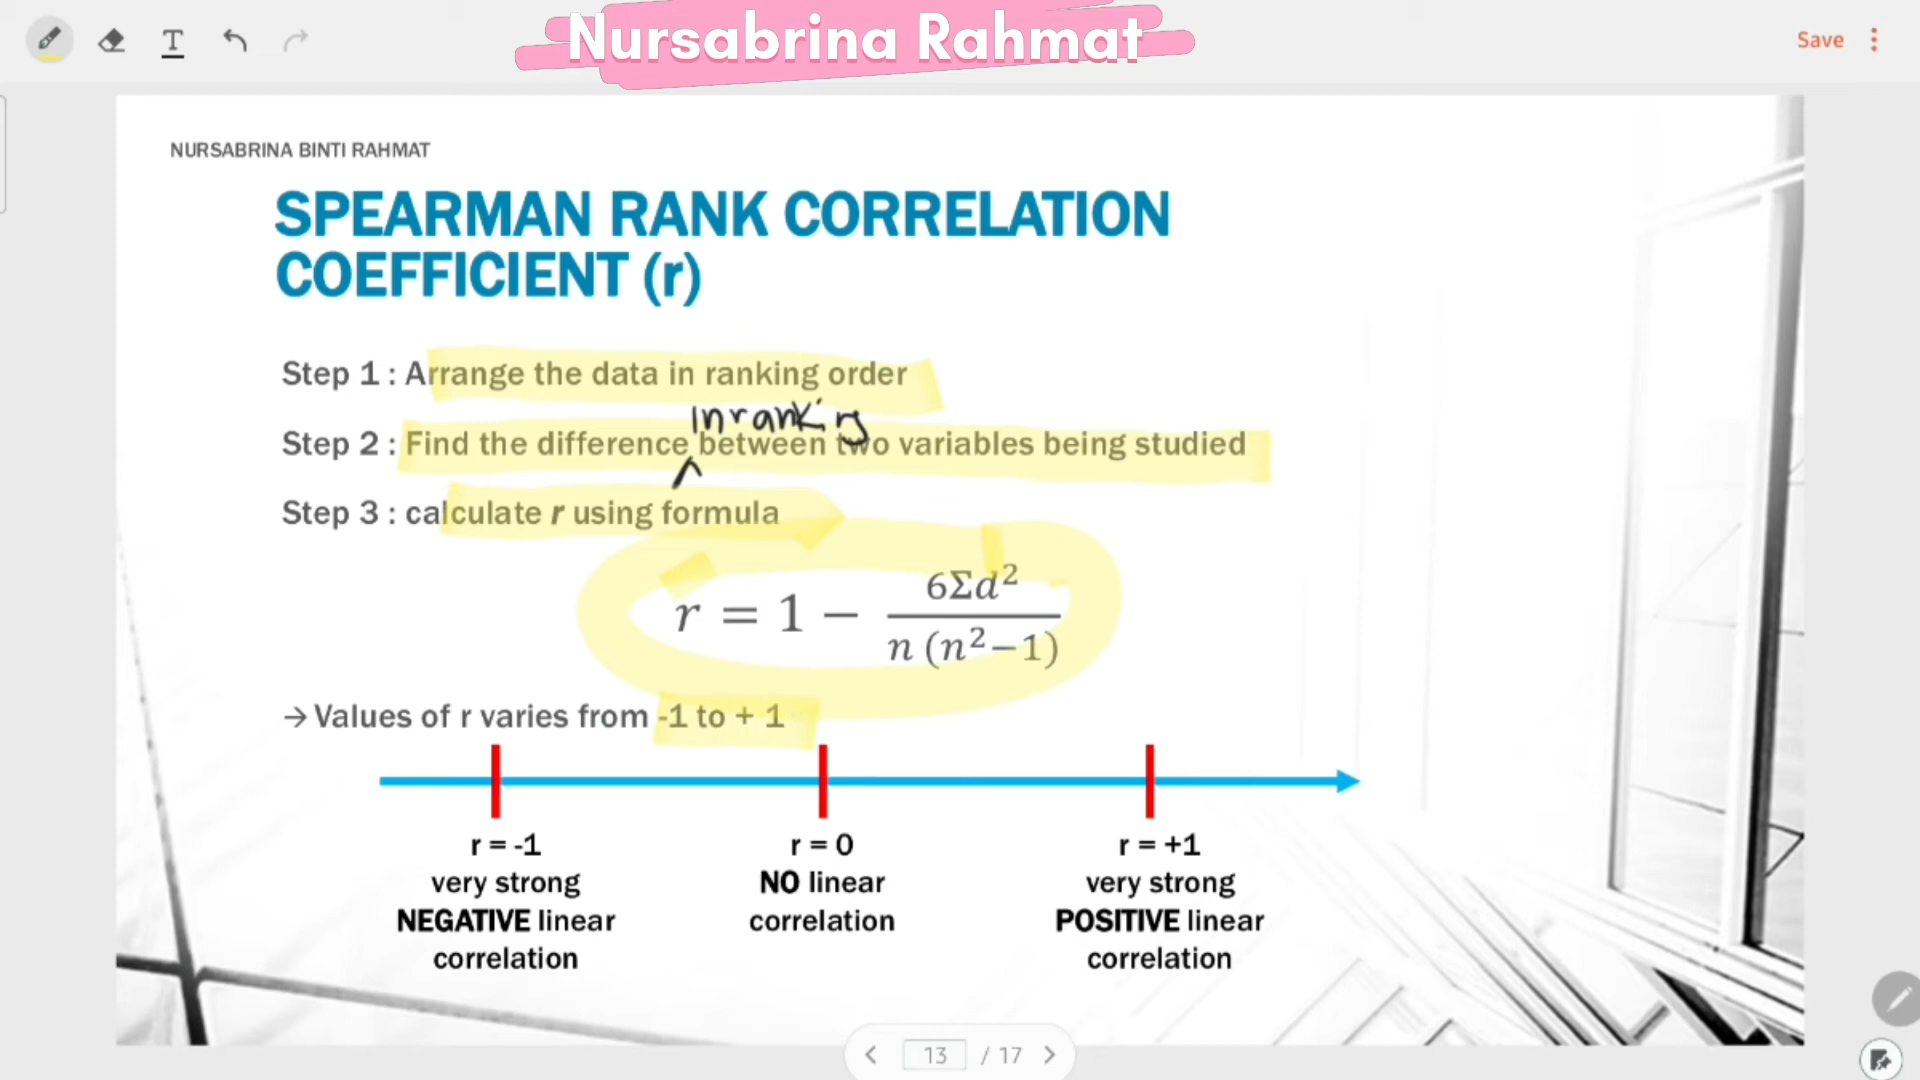 Nursabrina Rahmat
T
Save
NURSABRINA BINTI RAHMAT
SPEARMAN RANK CORRELATION
COEFFICIENT (r)
Step 1 : Arrange the data in ranking order
in ranking
Step 2 : Find the difference between two variables being studied
Step 3 : calculate r using formula
r = 1 − 6Σd² / n (n²−1)
→ Values of r varies from -1 to + 1
r = -1
very strong
NEGATIVE linear
correlation
r = 0
NO linear
correlation
r = +1
very strong
POSITIVE linear
correlation
13 / 17